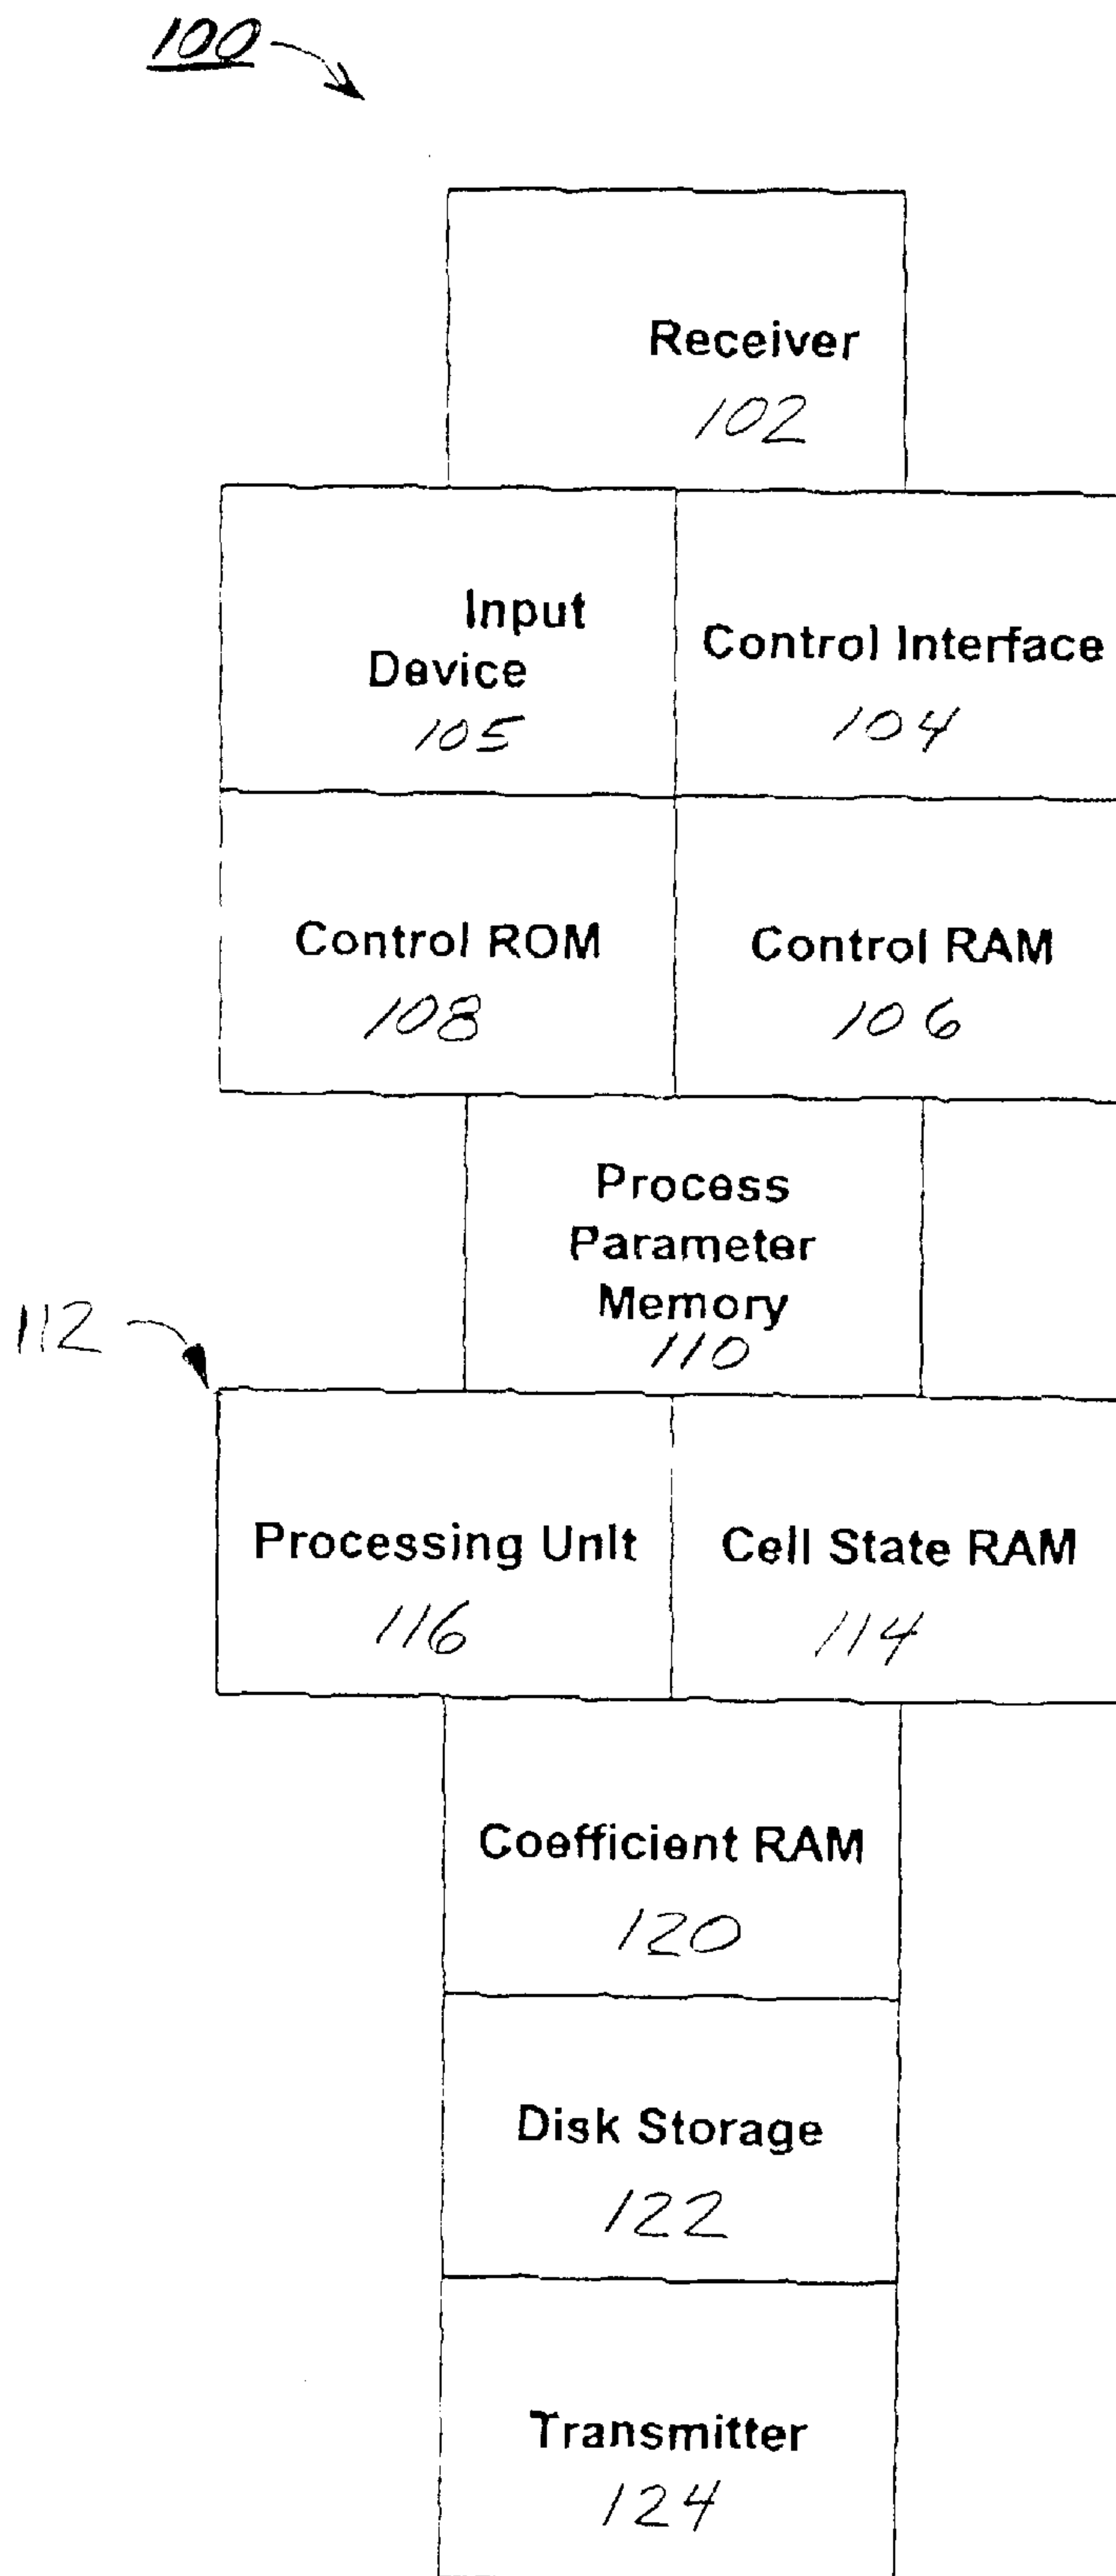 100
Receiver
102
Input
Device
105
Control Interface
104
Control ROM
108
Control RAM
106
Process
Parameter
Memory
110
112
Processing Unit
116
Cell State RAM
114
Coefficient RAM
120
Disk Storage
122
Transmitter
124